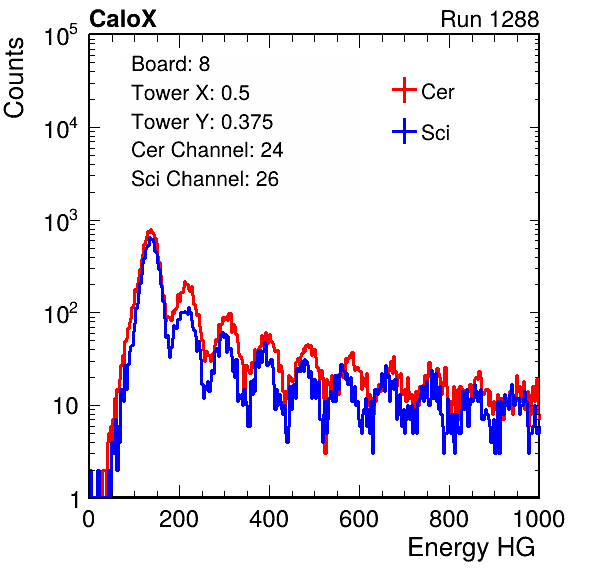 CaloX Run 1288
Counts
10^5
10^4
10^3
10^2
10
1
Board: 8
Tower X: 0.5
Tower Y: 0.375
Cer Channel: 24
Sci Channel: 26
Cer
Sci
0 200 400 600 800 1000
Energy HG